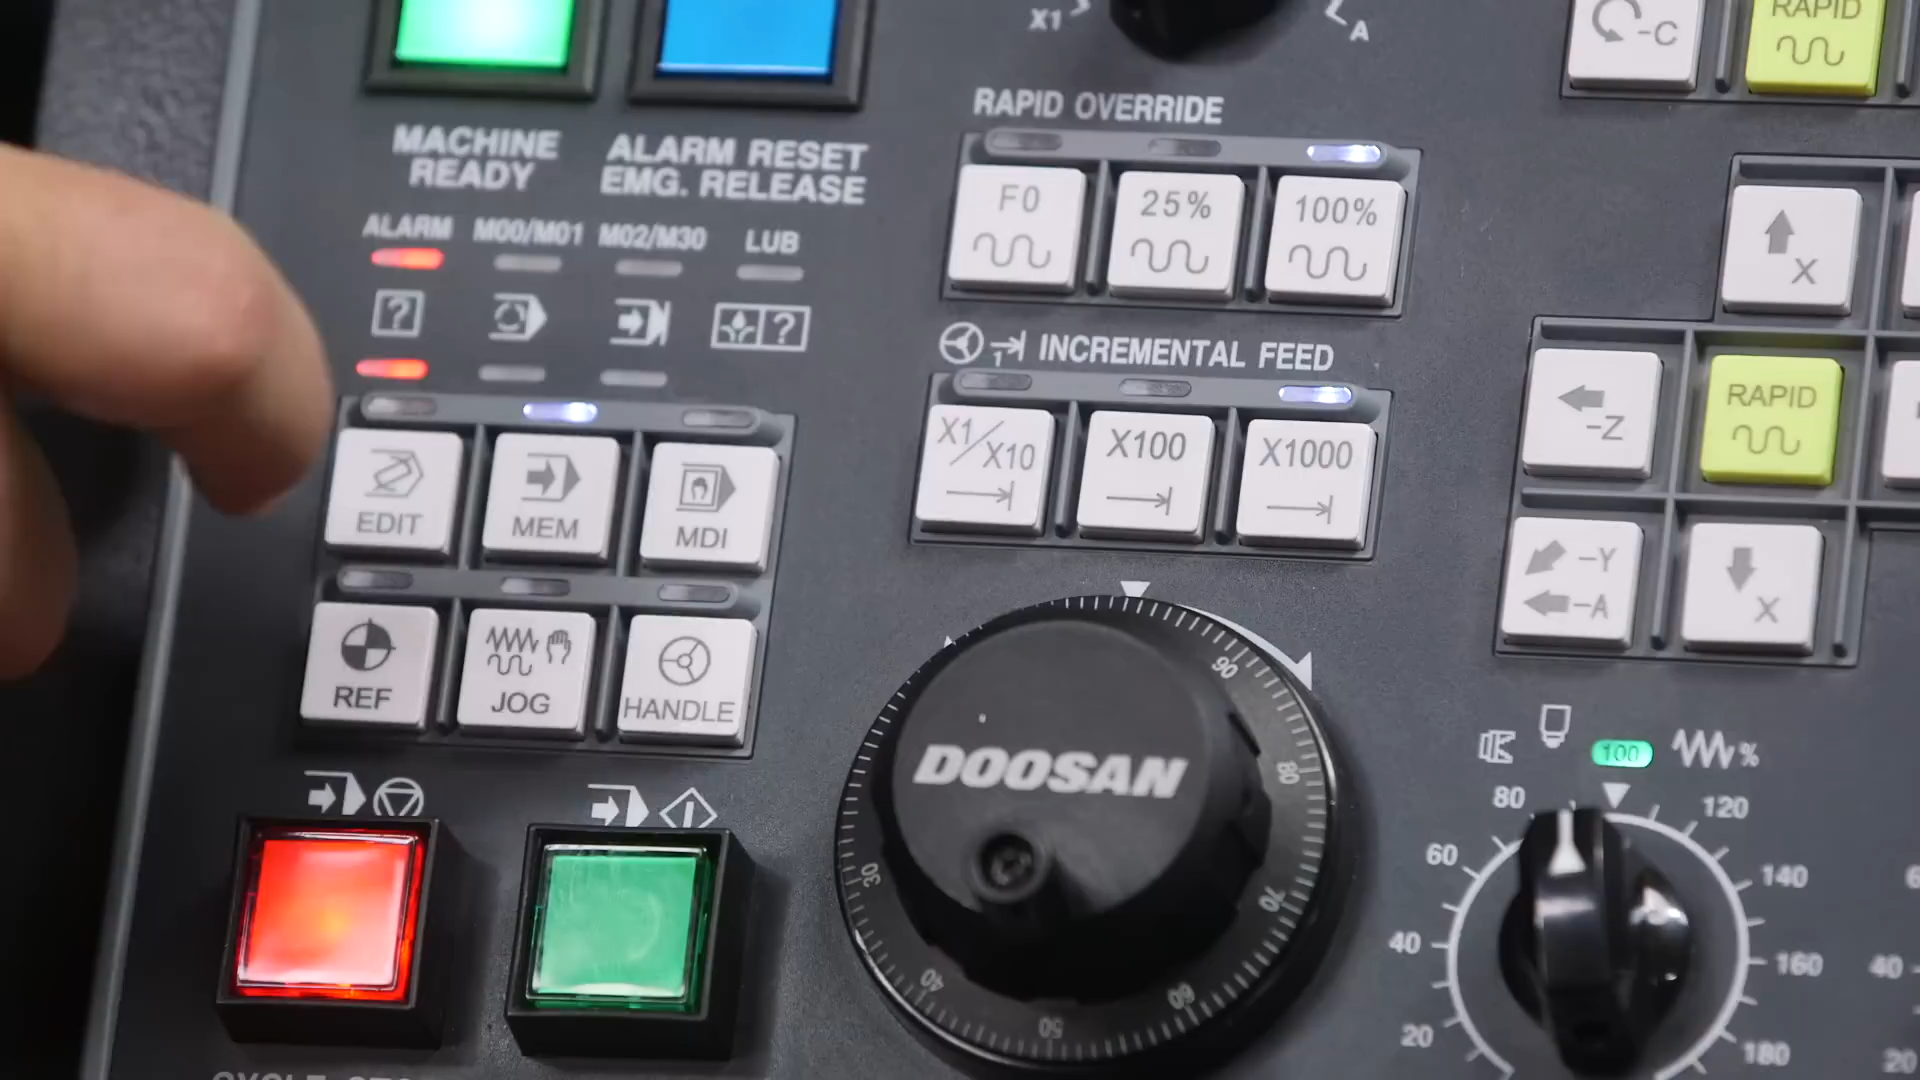 X1
A
-C
RAPID
MACHINE
READY
ALARM RESET
EMG. RELEASE
RAPID OVERRIDE
F0
25%
100%
ALARM
M00/M01
M02/M30
LUB
?
?
X
1
INCREMENTAL FEED
X1/X10
X100
X1000
-Z
RAPID
EDIT
MEM
MDI
-Y
-A
X
REF
JOG
HANDLE
90
80
70
60
50
40
30
DOOSAN
100
%
80
120
60
140
40
160
40
20
180
20